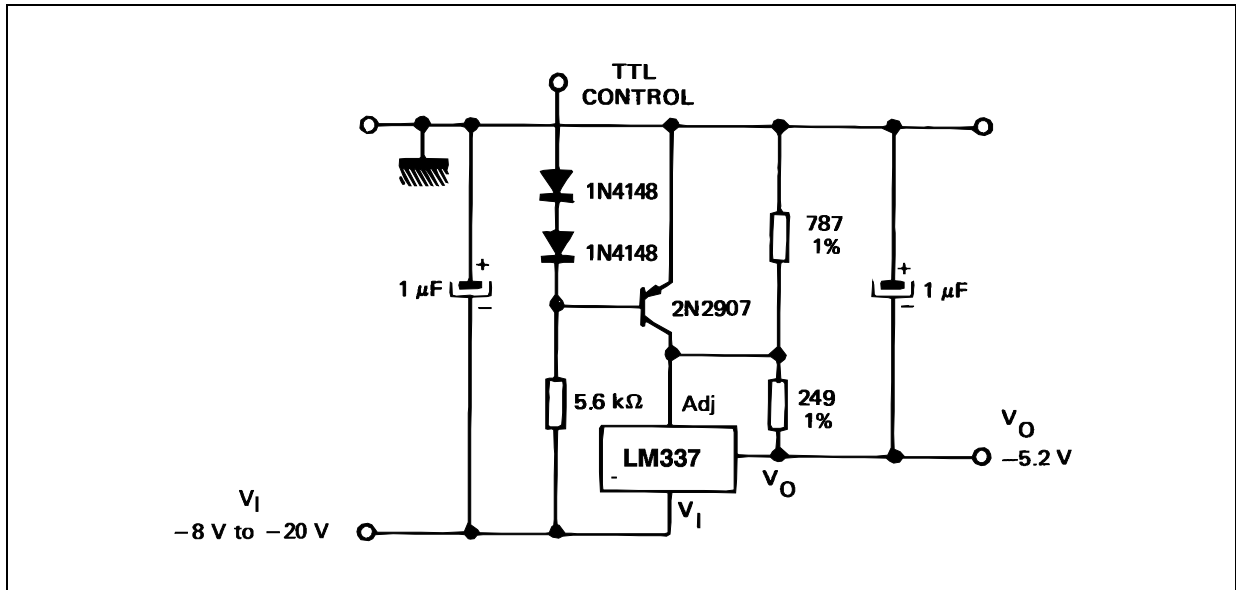 TTL
CONTROL
1N4148
787
1%
1N4148
+
1 µF
−
2N2907
+
1 µF
−
5.6 kΩ
Adj
249
1%
LM337
V_O
V_O
−5.2 V
V_I
V_I
−8 V to −20 V